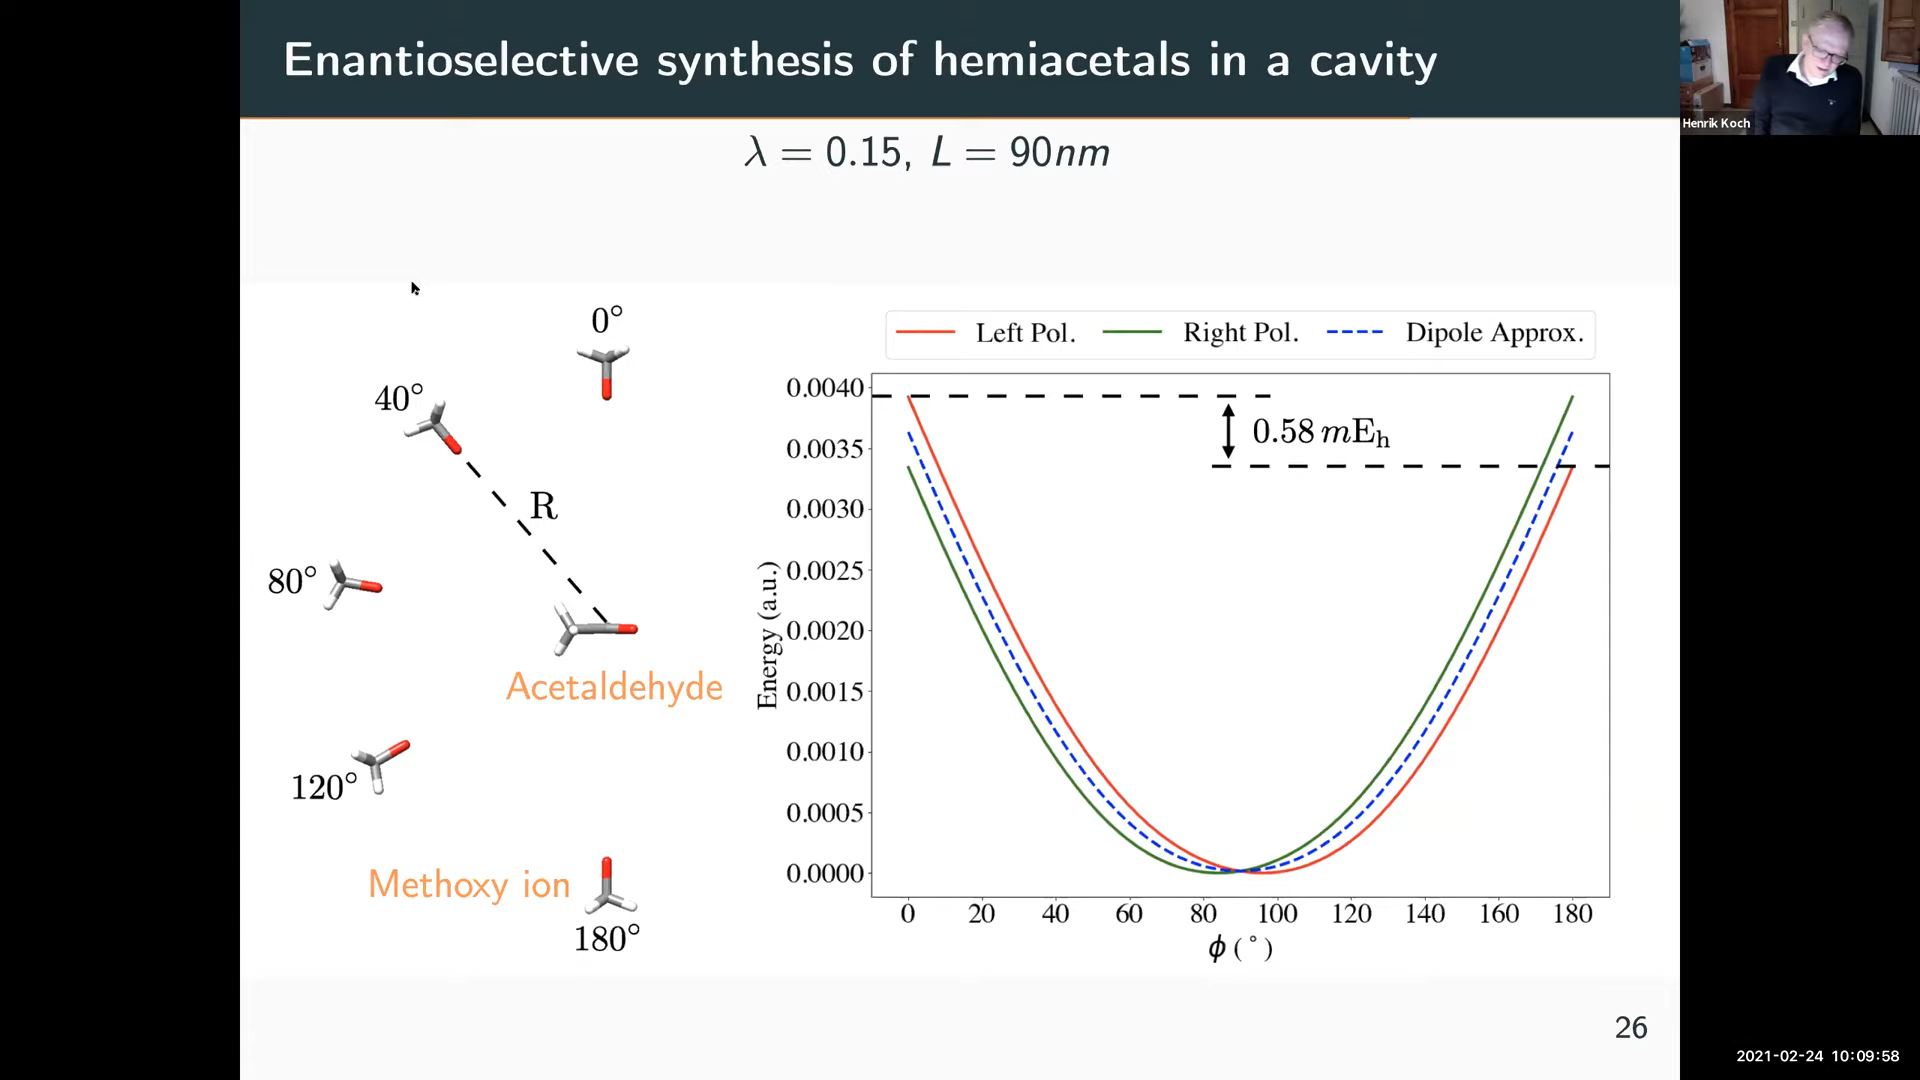 Enantioselective synthesis of hemiacetals in a cavity
Henrik Koch
λ = 0.15, L = 90nm
0°
40°
R
80°
Acetaldehyde
120°
Methoxy ion
180°
Left Pol.
Right Pol.
Dipole Approx.
0.58 mEh
Energy (a.u.)
0.0040
0.0035
0.0030
0.0025
0.0020
0.0015
0.0010
0.0005
0.0000
0 20 40 60 80 100 120 140 160 180
ϕ (°)
26
2021-02-24 10:09:58